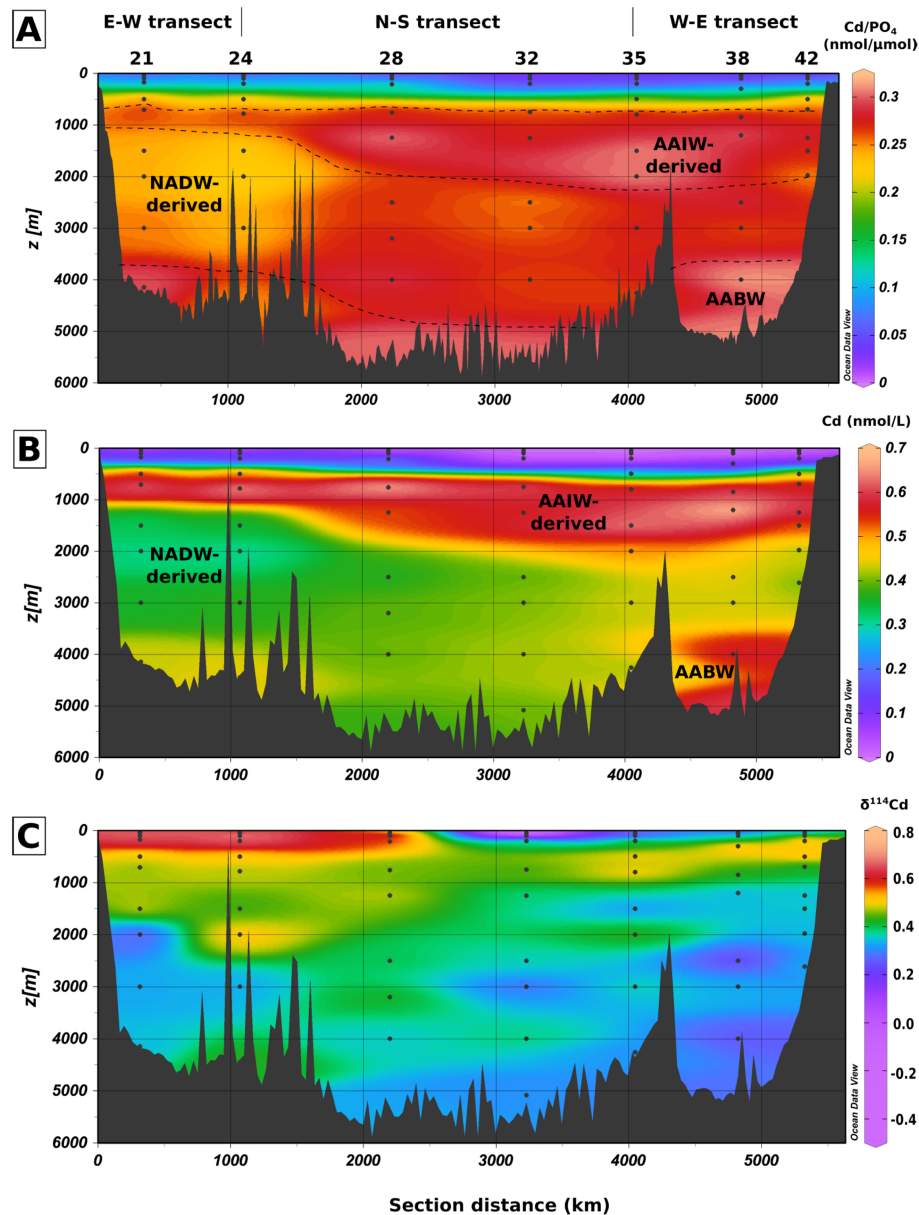 A
E-W transect
N-S transect
W-E transect
Cd/PO₄
(nmol/μmol)
21 24 28 32 35 38 42
0
1000
2000
3000
4000
5000
6000
z [m]
NADW-
derived
AAIW-
derived
AABW
Ocean Data View
0.3
0.25
0.2
0.15
0.1
0.05
0
0 1000 2000 3000 4000 5000
B
Cd (nmol/L)
0
1000
2000
3000
4000
5000
6000
z[m]
NADW-
derived
AAIW-
derived
AABW
Ocean Data View
0.7
0.6
0.5
0.4
0.3
0.2
0.1
0
0 1000 2000 3000 4000 5000
C
δ¹¹⁴Cd
0
1000
2000
3000
4000
5000
6000
z[m]
Ocean Data View
0.8
0.6
0.4
0.2
0.0
-0.2
-0.4
0 1000 2000 3000 4000 5000
Section distance (km)